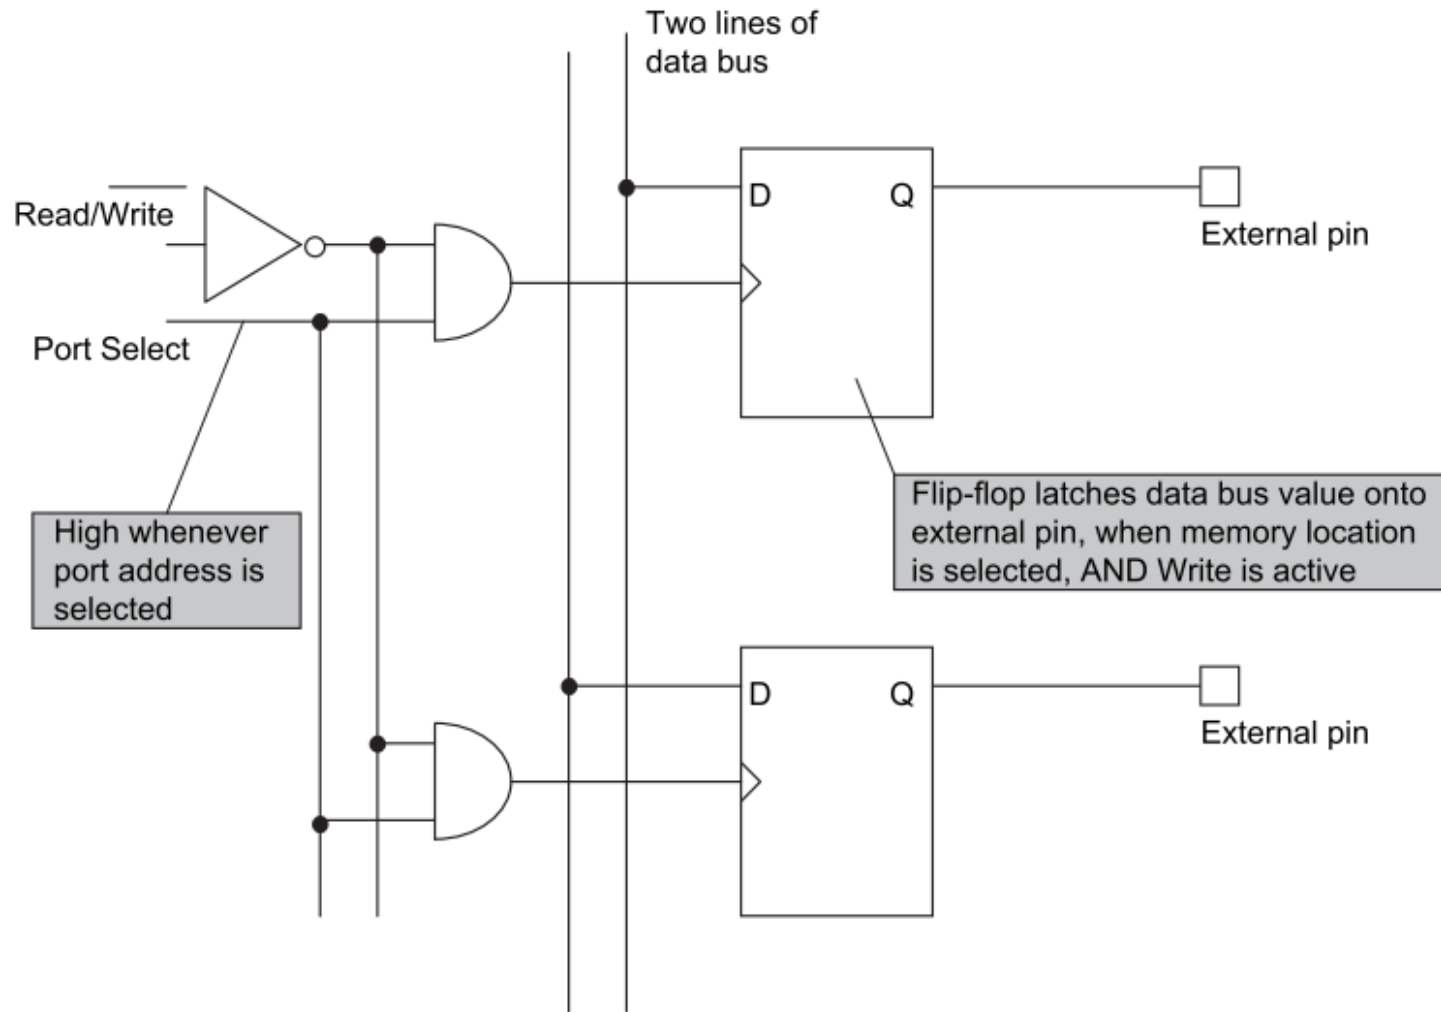 Two lines of
data bus
D
Q
Read/Write
External pin
Port Select
Flip-flop latches data bus value onto
external pin, when memory location
is selected, AND Write is active
High whenever
port address is
selected
D
Q
External pin